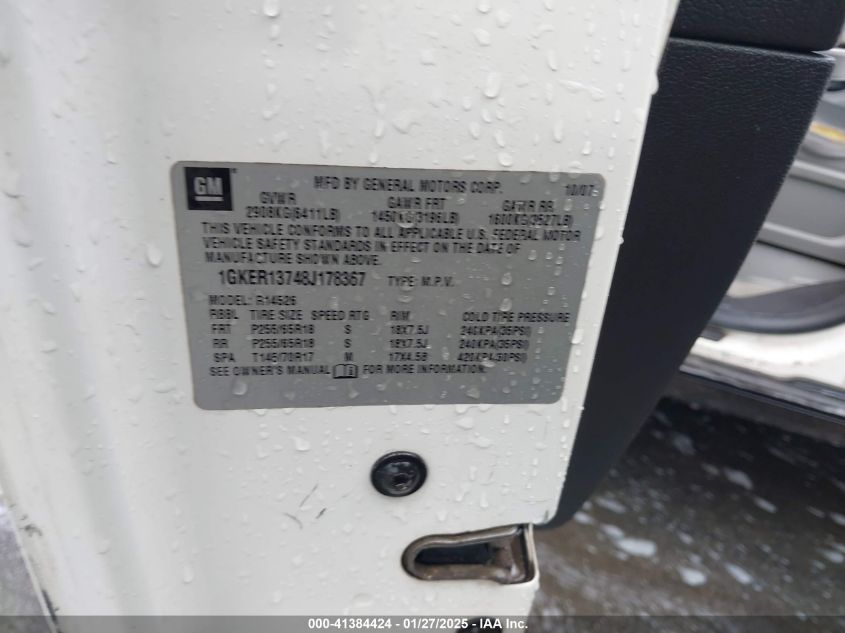 GM
MFD BY GENERAL MOTORS CORP. 10/07
GVWR GAWR FRT GAWR RR
2908KG(6411LB) 1450KG(3196LB) 1600KG(3527LB)
THIS VEHICLE CONFORMS TO ALL APPLICABLE U.S. FEDERAL MOTOR
VEHICLE SAFETY STANDARDS IN EFFECT ON THE DATE OF
MANUFACTURE SHOWN ABOVE.
1GKER13748J178367 TYPE: M.P.V.
MODEL: R14526
TIRE SIZE SPEED RTG RIM COLD TIRE PRESSURE
FRT P255/65R18 S 18X7.5J 240KPA(35PSI)
RR P255/65R18 S 18X7.5J 240KPA(35PSI)
SPA T145/70R17 M 17X4.5B 420KPA(60PSI)
SEE OWNER'S MANUAL FOR MORE INFORMATION.
000-41384424 - 01/27/2025 - IAA Inc.